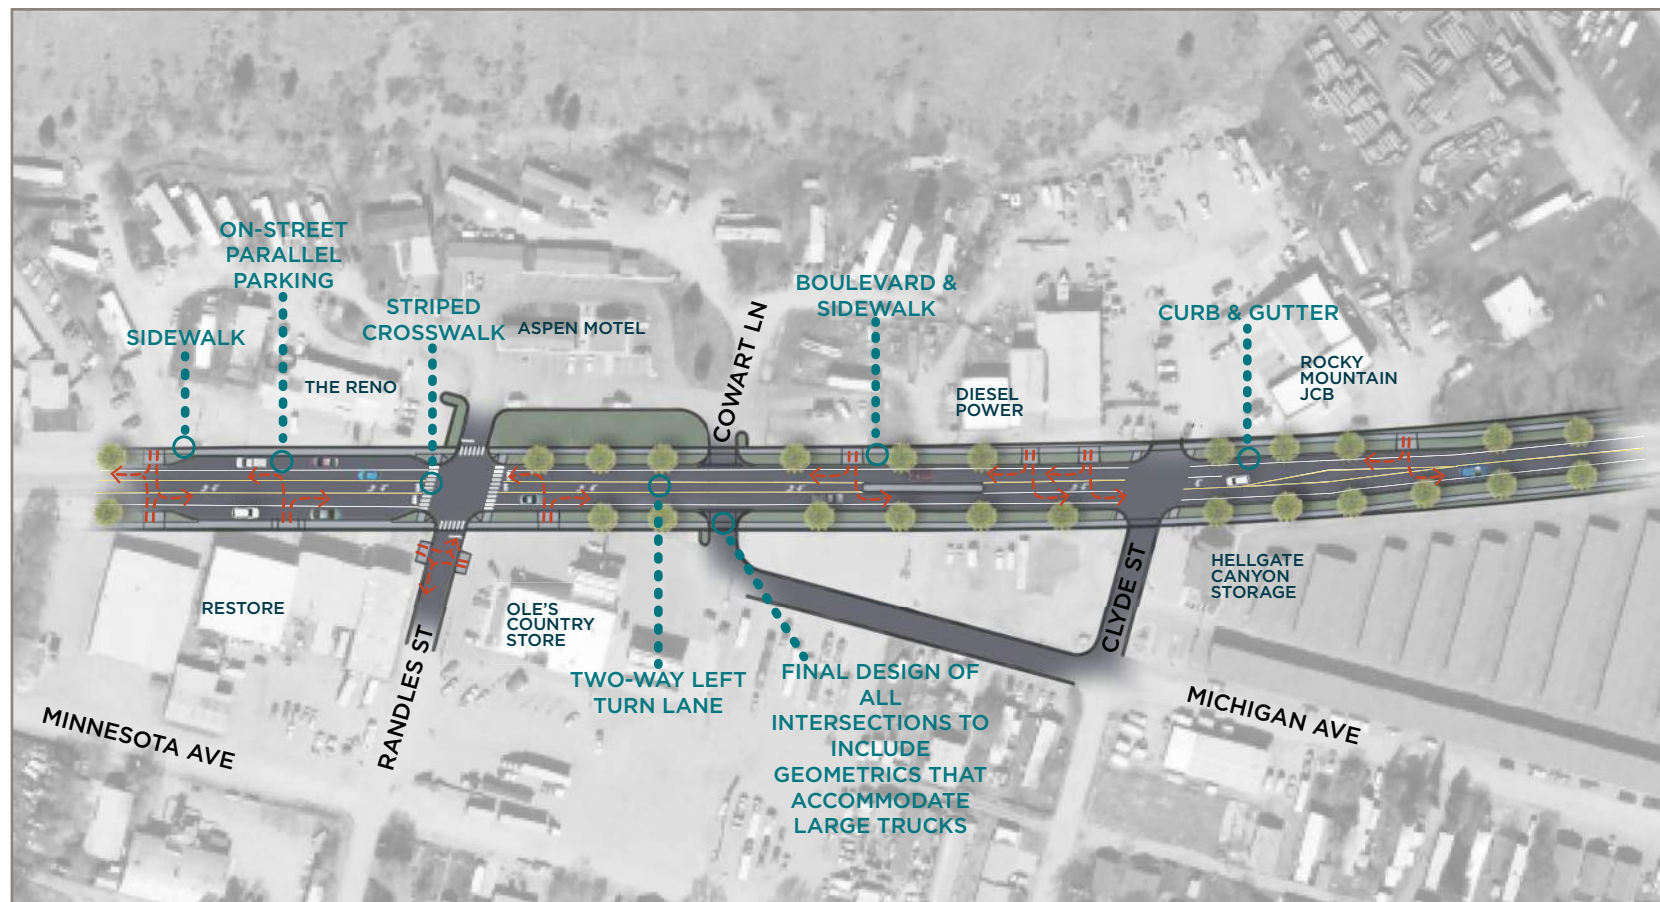 ON-STREET
PARALLEL
PARKING
SIDEWALK
THE RENO
STRIPED
CROSSWALK
ASPEN MOTEL
COWART LN
BOULEVARD &
SIDEWALK
DIESEL
POWER
CURB & GUTTER
ROCKY
MOUNTAIN
JCB
RESTORE
RANDLES ST
OLE'S
COUNTRY
STORE
TWO-WAY LEFT
TURN LANE
FINAL DESIGN OF
ALL
INTERSECTIONS TO
INCLUDE
GEOMETRICS THAT
ACCOMMODATE
LARGE TRUCKS
CLYDE ST
HELLGATE
CANYON
STORAGE
MINNESOTA AVE
MICHIGAN AVE